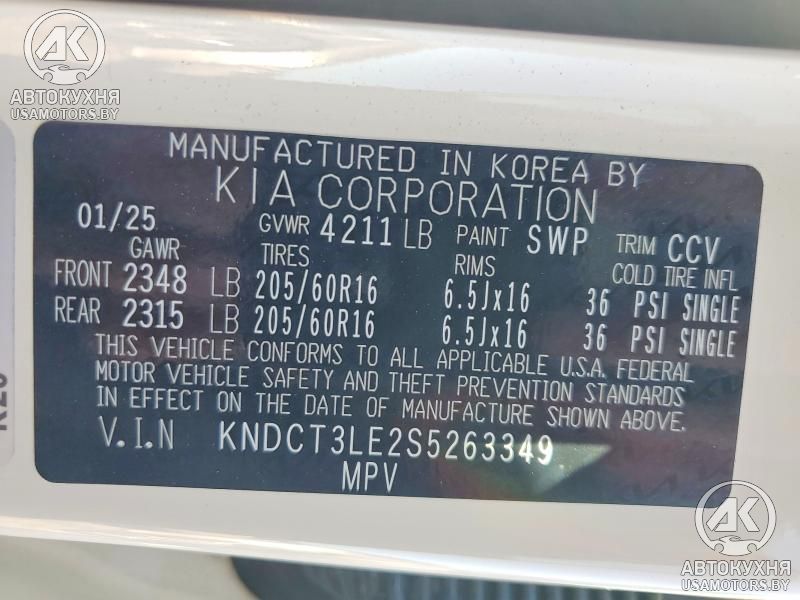 AK
АВТОКУХНЯ
USAMOTORS.BY
MANUFACTURED IN KOREA BY
KIA CORPORATION
01/25 GVWR 4211 LB PAINT SWP TRIM CCV
GAWR TIRES RIMS COLD TIRE INFL
FRONT 2348 LB 205/60R16 6.5Jx16 36 PSI SINGLE
REAR 2315 LB 205/60R16 6.5Jx16 36 PSI SINGLE
THIS VEHICLE CONFORMS TO ALL APPLICABLE U.S.A. FEDERAL
MOTOR VEHICLE SAFETY AND THEFT PREVENTION STANDARDS
IN EFFECT ON THE DATE OF MANUFACTURE SHOWN ABOVE.
V.I.N KNDCT3LE2S5263349
MPV
AK
АВТОКУХНЯ
USAMOTORS.BY